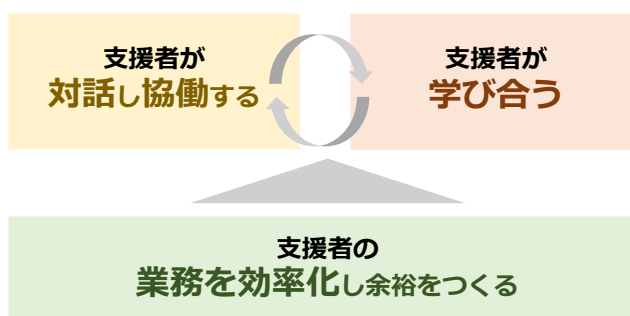 支援者が
対話し協働する
支援者が
学び合う
支援者の
業務を効率化し余裕をつくる